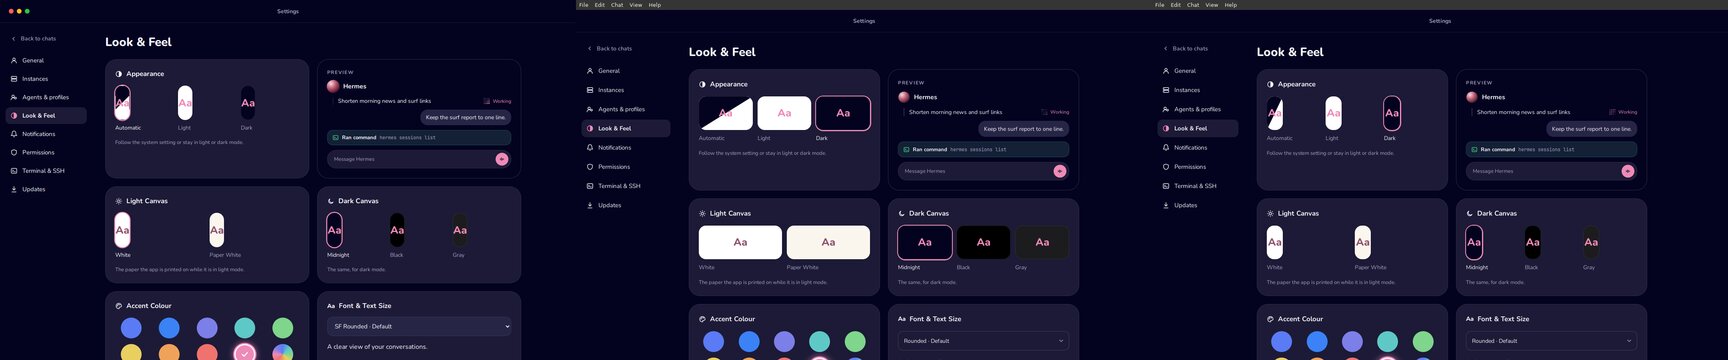 Settings
Back to chats
General
Instances
Agents & profiles
Look & Feel
Notifications
Permissions
Terminal & SSH
Updates
Look & Feel
Appearance
Aa Aa Aa
Automatic Light Dark
Follow the system setting or stay in light or dark mode.
PREVIEW
Hermes
Shorten morning news and surf links Working
Keep the surf report to one line.
Ran command hermes sessions list
Message Hermes
Light Canvas
Aa Aa
White Paper White
The paper the app is printed on while it is in light mode.
Dark Canvas
Aa Aa Aa
Midnight Black Gray
The same, for dark mode.
Accent Colour
Aa Font & Text Size
SF Rounded · Default
A clear view of your conversations.
File Edit Chat View Help
Settings
Back to chats
General
Instances
Agents & profiles
Look & Feel
Notifications
Permissions
Terminal & SSH
Updates
Look & Feel
Appearance
Aa Aa Aa
Automatic Light Dark
Follow the system setting or stay in light or dark mode.
PREVIEW
Hermes
Shorten morning news and surf links Working
Keep the surf report to one line.
Ran command hermes sessions list
Message Hermes
Light Canvas
Aa Aa
White Paper White
The paper the app is printed on while it is in light mode.
Dark Canvas
Aa Aa Aa
Midnight Black Gray
The same, for dark mode.
Accent Colour
Aa Font & Text Size
Rounded · Default
File Edit Chat View Help
Settings
Back to chats
General
Instances
Agents & profiles
Look & Feel
Notifications
Permissions
Terminal & SSH
Updates
Look & Feel
Appearance
Aa Aa Aa
Automatic Light Dark
Follow the system setting or stay in light or dark mode.
PREVIEW
Hermes
Shorten morning news and surf links Working
Keep the surf report to one line.
Ran command hermes sessions list
Message Hermes
Light Canvas
Aa Aa
White Paper White
The paper the app is printed on while it is in light mode.
Dark Canvas
Aa Aa Aa
Midnight Black Gray
The same, for dark mode.
Accent Colour
Aa Font & Text Size
Rounded · Default